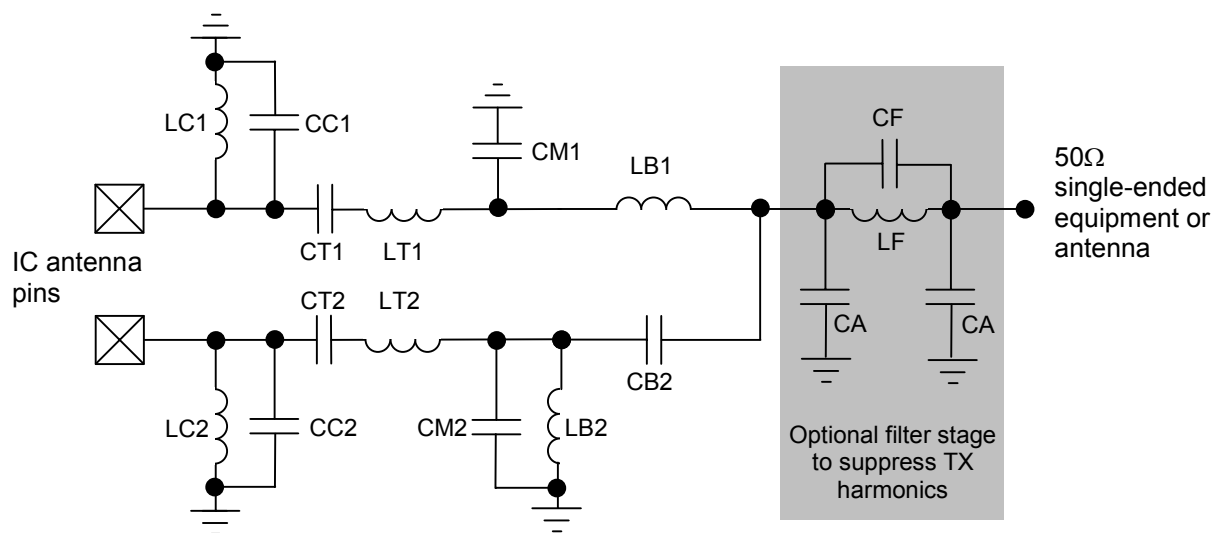 LC1
CC1
CM1
LB1
CF
50Ω
single-ended
equipment or
antenna
LF
CT1
LT1
IC antenna
pins
CT2
LT2
CA
CA
CB2
LC2
CC2
CM2
LB2
Optional filter stage
to suppress TX
harmonics